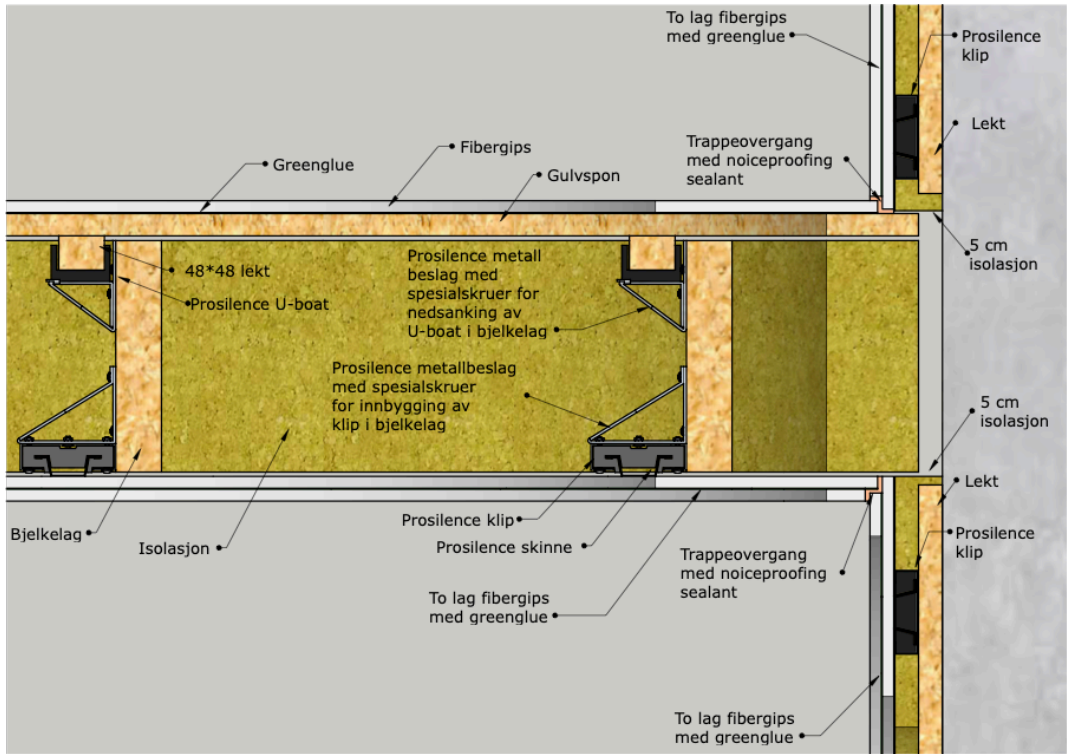 To lag fibergips
med greenglue
Prosilence
klip
Lekt
Trappeovergang
med noiceproofing
sealant
Fibergips
Greenglue
Gulvspon
5 cm
isolasjon
48*48 lekt
Prosilence U-boat
Prosilence metall
beslag med
spesialskruer for
nedsanking av
U-boat i bjelkelag
Prosilence metallbeslag
med spesialskruer
for innbygging av
klip i bjelkelag
5 cm
isolasjon
Lekt
Prosilence
klip
Bjelkelag
Isolasjon
Prosilence klip
Prosilence skinne
Trappeovergang
med noiceproofing
sealant
To lag fibergips
med greenglue
To lag fibergips
med greenglue